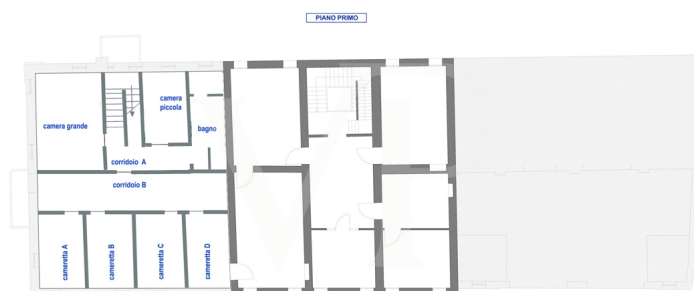 PIANO PRIMO
camera
piccola
camera grande
bagno
corridoio A
corridoio B
cameretta A
cameretta B
cameretta C
cameretta D